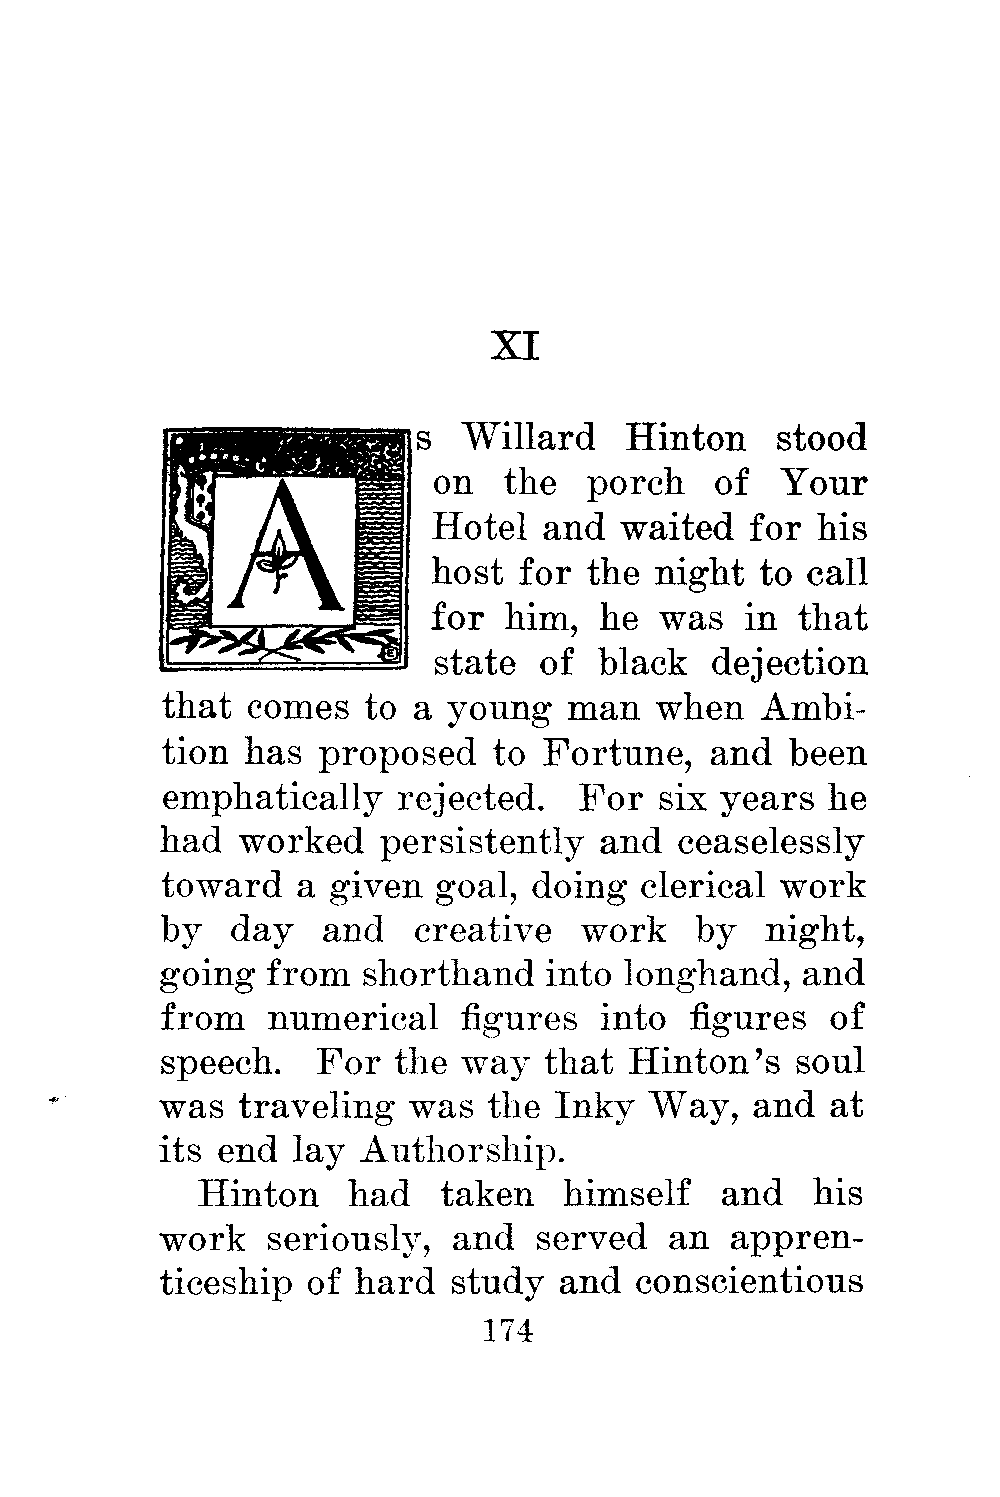 XI
As Willard Hinton stood
on the porch of Your
Hotel and waited for his
host for the night to call
for him, he was in that
state of black dejection
that comes to a young man when Ambi-
tion has proposed to Fortune, and been
emphatically rejected. For six years he
had worked persistently and ceaselessly
toward a given goal, doing clerical work
by day and creative work by night,
going from shorthand into longhand, and
from numerical figures into figures of
speech. For the way that Hinton's soul
was traveling was the Inky Way, and at
its end lay Authorship.
Hinton had taken himself and his
work seriously, and served an appren-
ticeship of hard study and conscientious
174